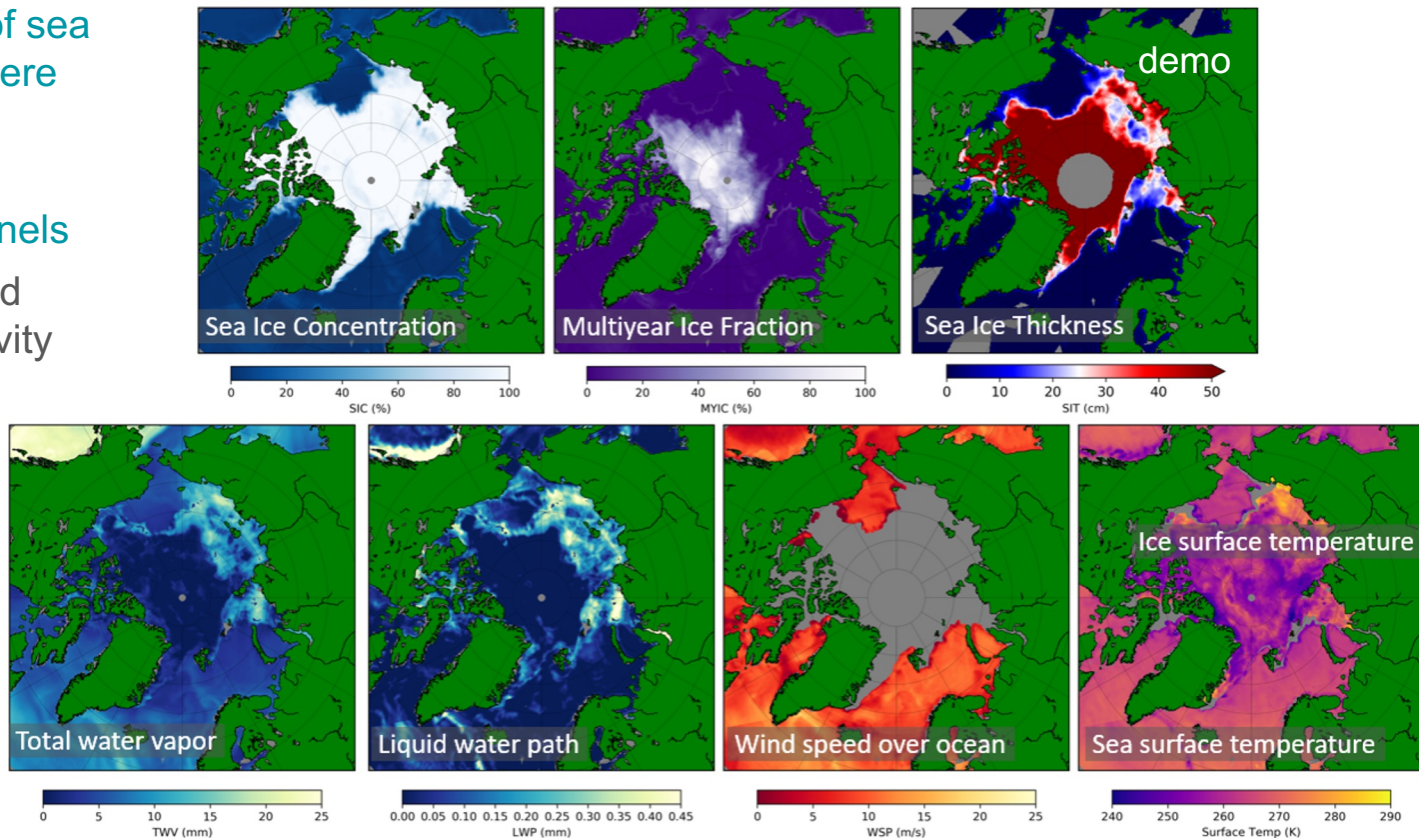 of sea
ere
nels
d
vity
demo
Sea Ice Concentration
Multiyear Ice Fraction
Sea Ice Thickness
0 20 40 60 80 100
SIC (%)
0 20 40 60 80 100
MYIC (%)
0 10 20 30 40 50
SIT (cm)
Ice surface temperature
Total water vapor
Liquid water path
Wind speed over ocean
Sea surface temperature
0 5 10 15 20 25
TWV (mm)
0.00 0.05 0.10 0.15 0.20 0.25 0.30 0.35 0.40 0.45
LWP (mm)
0 5 10 15 20 25
WSP (m/s)
240 250 260 270 280 290
Surface Temp (K)